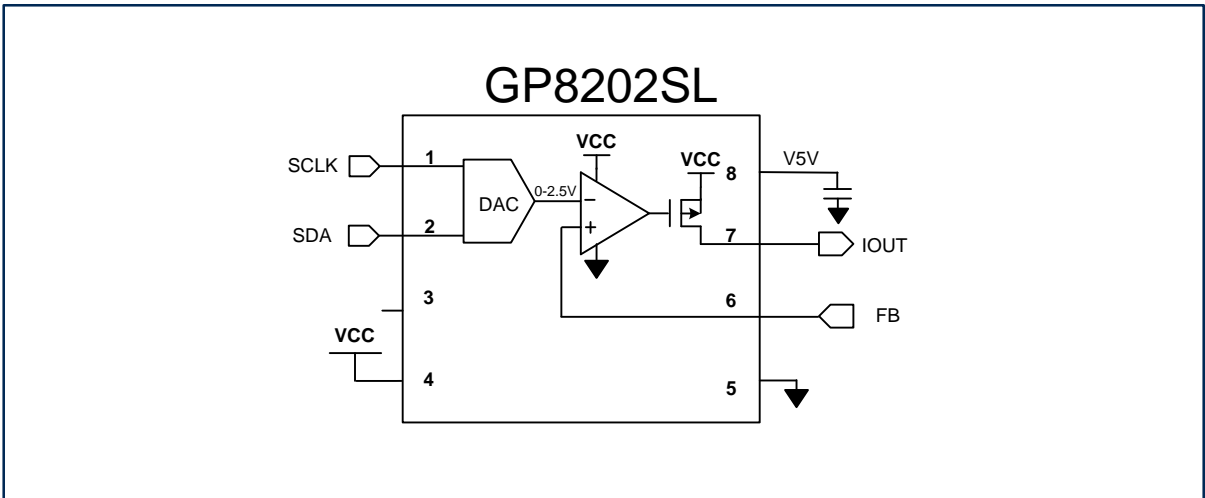 GP8202SL
SCLK
1
SDA
2
3
VCC
4
DAC
0-2.5V
VCC
−
+
VCC
8
V5V
7
IOUT
6
FB
5